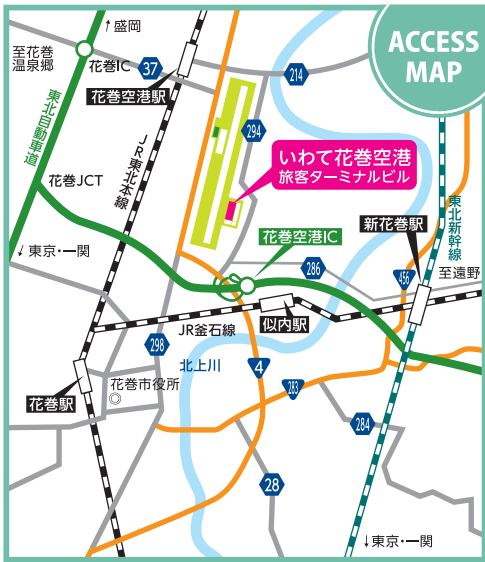 ACCESS
MAP
↑盛岡
至花巻
温泉郷
花巻IC
37
214
花巻空港駅
294
東北自動車道
JR東北本線
いわて花巻空港
旅客ターミナルビル
花巻JCT
新花巻駅
東北新幹線
花巻空港IC
↓東京・一関
286
456
至遠野
似内駅
JR釜石線
298
北上川
4
花巻市役所
283
花巻駅
284
28
↓東京・一関